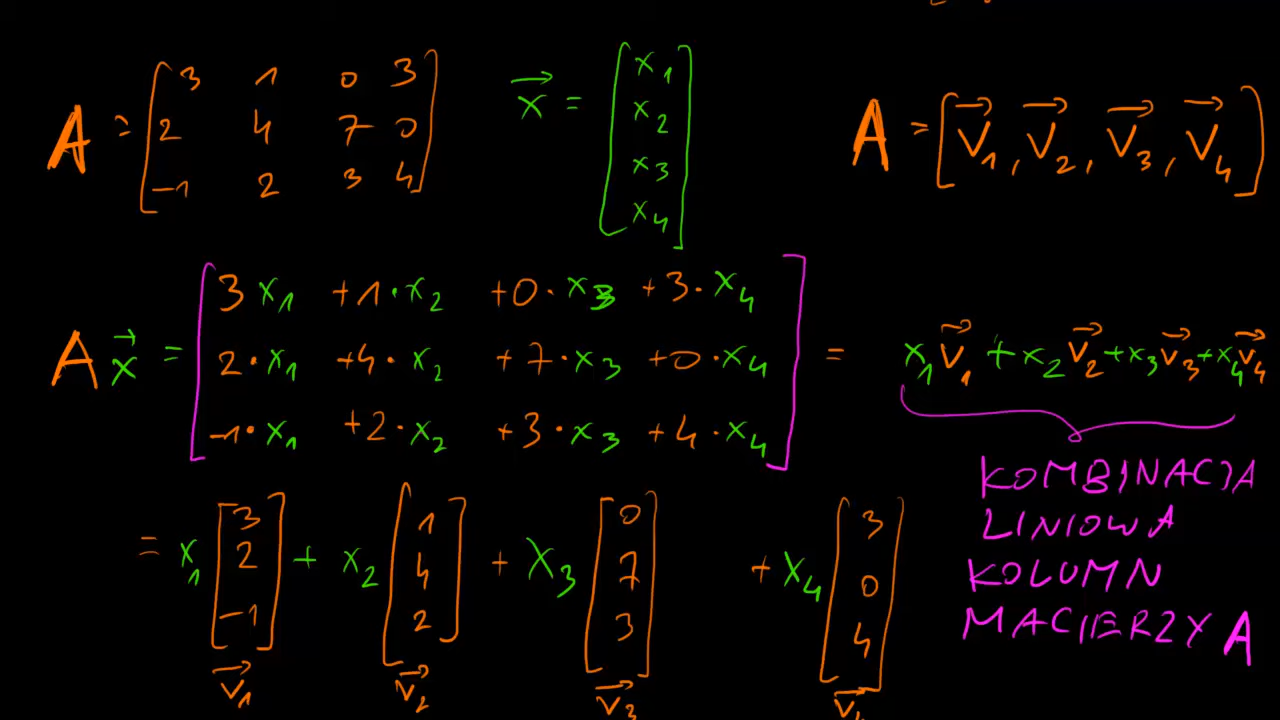 A = [3 1 0 3
2 4 7 0
-1 2 3 4]
x⃗ = [x₁
x₂
x₃
x₄]
A = [v⃗₁, v⃗₂, v⃗₃, v⃗₄]
A x⃗ = [3 x₁ +1·x₂ +0·x₃ +3·x₄
2·x₁ +4·x₂ +7·x₃ +0·x₄
-1·x₁ +2·x₂ +3·x₃ +4·x₄]
= x₁v⃗₁ + x₂v⃗₂ + x₃v⃗₃ + x₄v⃗₄
KOMBINACJA
LINIOWA
KOLUMN
MACIERZY A
= x₁ [3 2 -1] + x₂ [1 4 2] + x₃ [0 7 3] + x₄ [3 0 4]
v⃗₁ v⃗₂ v⃗₃ v⃗₄